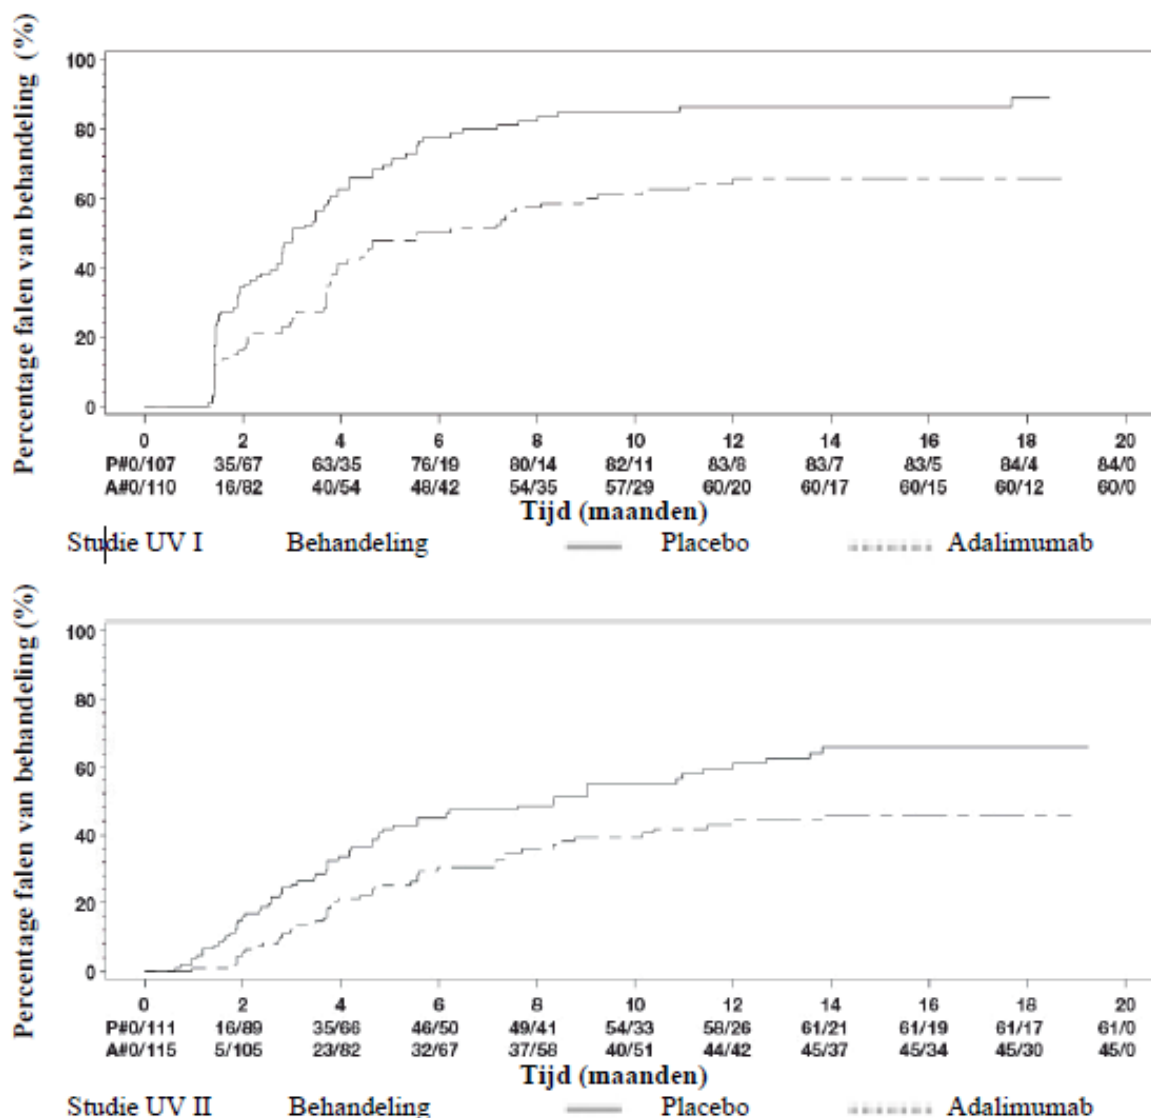 Percentage falen van behandeling (%)
100
80
60
40
20
0
0 2 4 6 8 10 12 14 16 18 20
P#0/107 35/67 63/35 76/19 80/14 82/11 83/8 83/7 83/5 84/4 84/0
A#0/110 16/82 40/54 48/42 54/35 57/29 60/20 60/17 60/15 60/12 60/0
Tijd (maanden)
Studie UV I Behandeling Placebo Adalimumab
Percentage falen van behandeling (%)
100
80
60
40
20
0
0 2 4 6 8 10 12 14 16 18 20
P#0/111 16/89 35/66 46/50 49/41 54/33 58/26 61/21 61/19 61/17 61/0
A#0/115 5/105 23/82 32/67 37/58 40/51 44/42 45/37 45/34 45/30 45/0
Tijd (maanden)
Studie UV II Behandeling Placebo Adalimumab